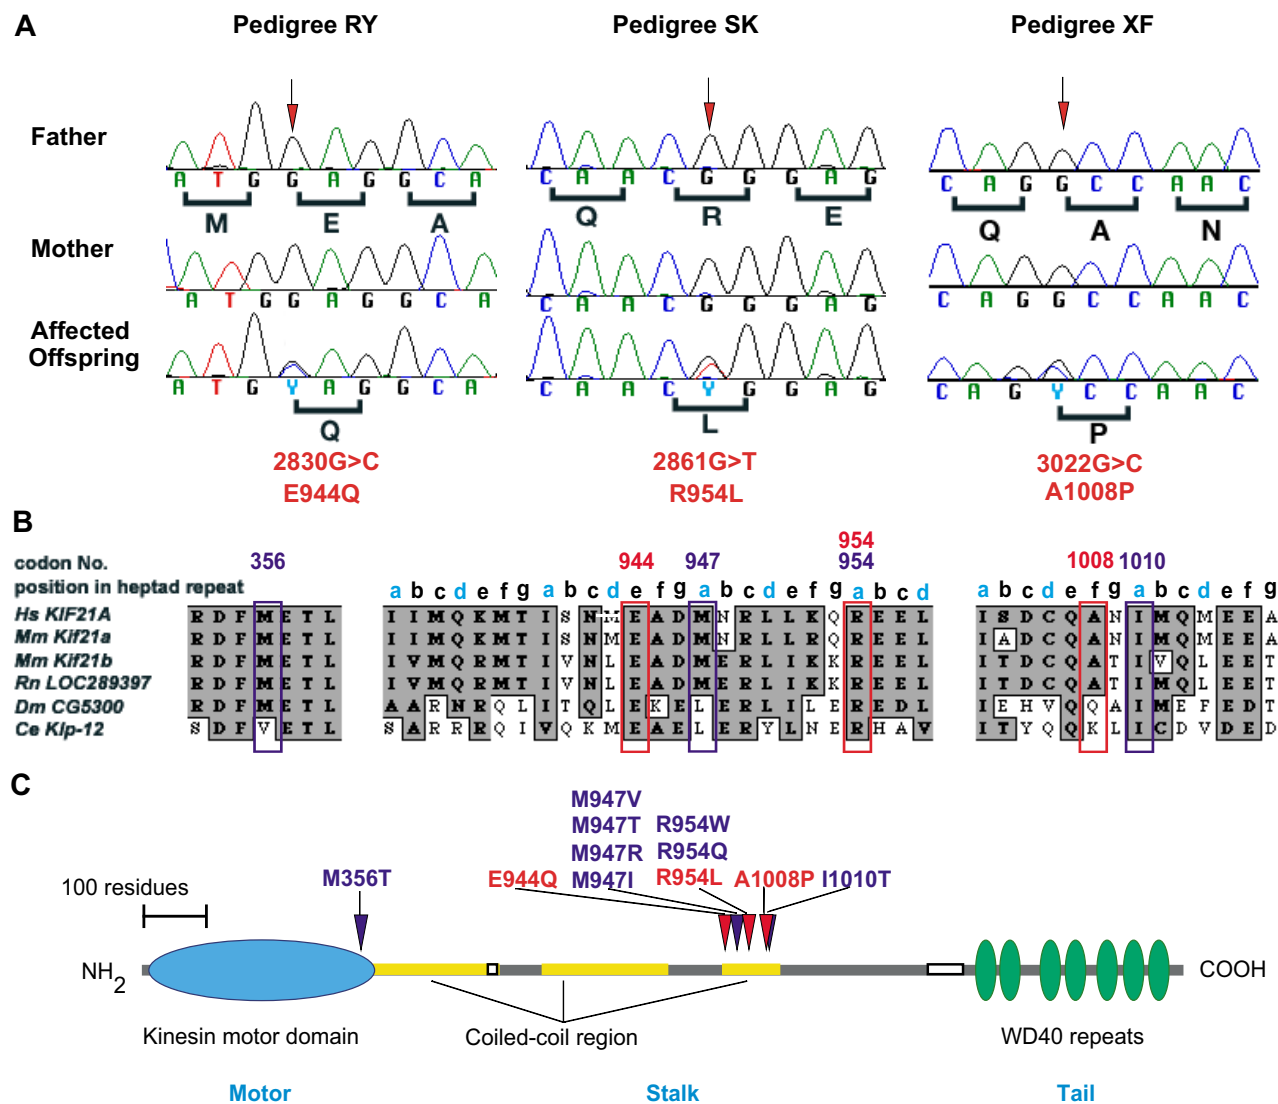 A
Pedigree RY Pedigree SK Pedigree XF
Father
A T G G A G G C A C A A C G G G A G C A G G C C A A C
M E A Q R E Q A N
Mother
A T G G A G G C A C A A C G G G A G C A G G C C A A C
Affected
Offspring
A T G Y A G G C A C A A C Y G G A G C A G Y C C A A C
Q L P
2830G>C 2861G>T 3022G>C
E944Q R954L A1008P
B
954
codon No. 356 944 947 954 1008 1010
position in heptad repeat
a b c d e f g a b c d e f g a b c d e f g a b c d a b c d e f g a b c d e f g
Hs KIF21A R D F M E T L I I M Q K M T I S N M E A D M N R L L K Q R E E L I S D C Q A N I M Q M E E A
Mm Kif21a R D F M E T L I I M Q K M T I S N M E A D M N R L L K Q R E E L I A D C Q A N I M Q M E E A
Mm Kif21b R D F M E T L I V M Q R M T I V N L E A D M E R L I K K R E E L I T D C Q A T I V Q L E E T
Rn LOC289397 R D F M E T L I V M Q R M T I V N L E A D M E R L I K K R E E L I T D C Q A T I M Q L E E T
Dm CG5300 R D F M E T L A A R N R Q L I T Q L E K E L E R L I L E R E D L I E H V Q Q A I M E F E D T
Ce Klp-12 S D F V E T L S A R R R Q I V Q K M E A E L E R Y L N E R H A V I T Y Q Q K L I C D V D E D
C
M947V
M947T R954W
M947R R954Q
100 residues M356T E944Q M947I R954L A1008P I1010T
NH2 COOH
Kinesin motor domain Coiled-coil region WD40 repeats
Motor Stalk Tail